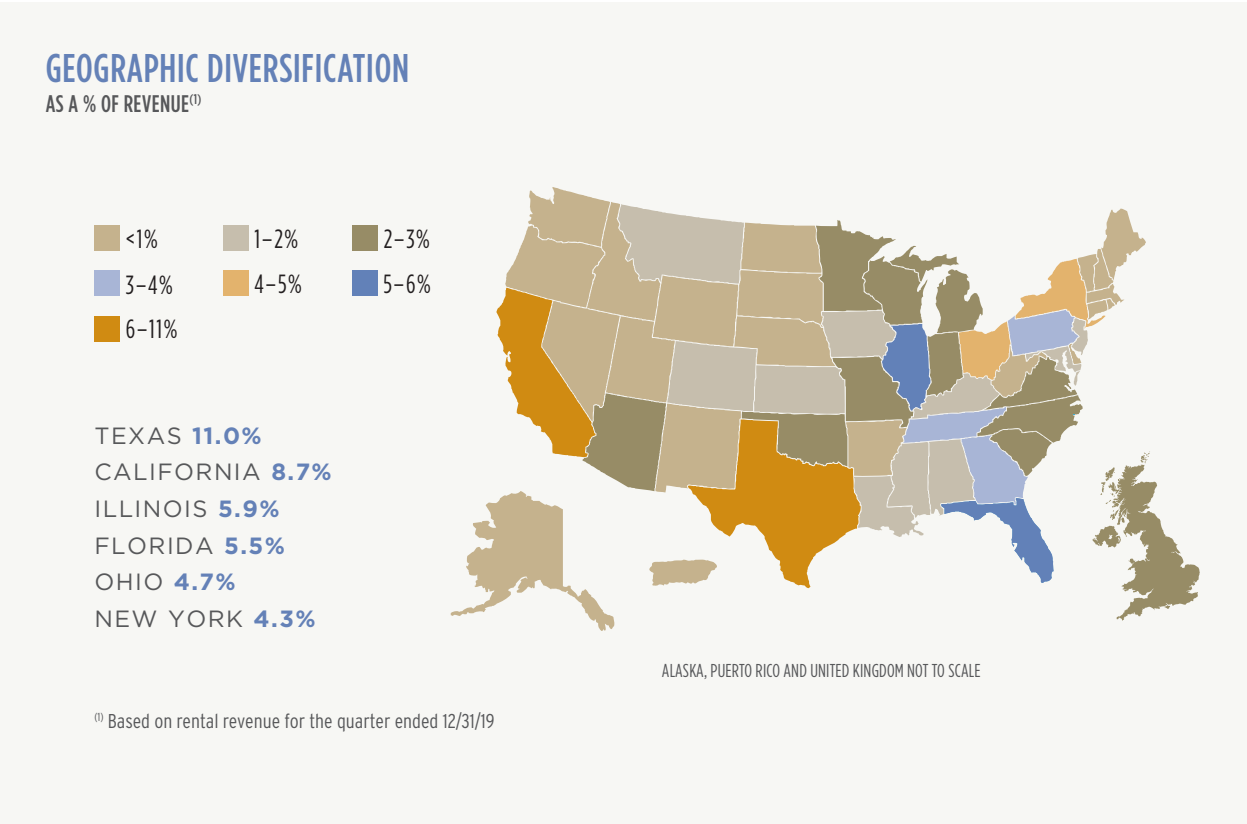 GEOGRAPHIC DIVERSIFICATION
AS A % OF REVENUE(1)
<1%
1–2%
2–3%
3–4%
4–5%
5–6%
6–11%
TEXAS 11.0%
CALIFORNIA 8.7%
ILLINOIS 5.9%
FLORIDA 5.5%
OHIO 4.7%
NEW YORK 4.3%
ALASKA, PUERTO RICO AND UNITED KINGDOM NOT TO SCALE
(1) Based on rental revenue for the quarter ended 12/31/19